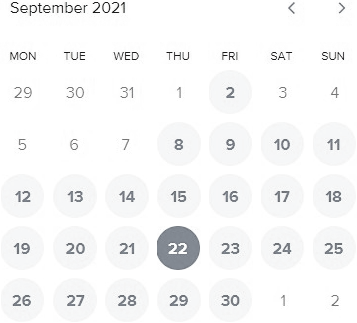 September 2021
MON TUE WED THU FRI SAT SUN
29 30 31 1 2 3 4
5 6 7 8 9 10 11
12 13 14 15 16 17 18
19 20 21 22 23 24 25
26 27 28 29 30 1 2